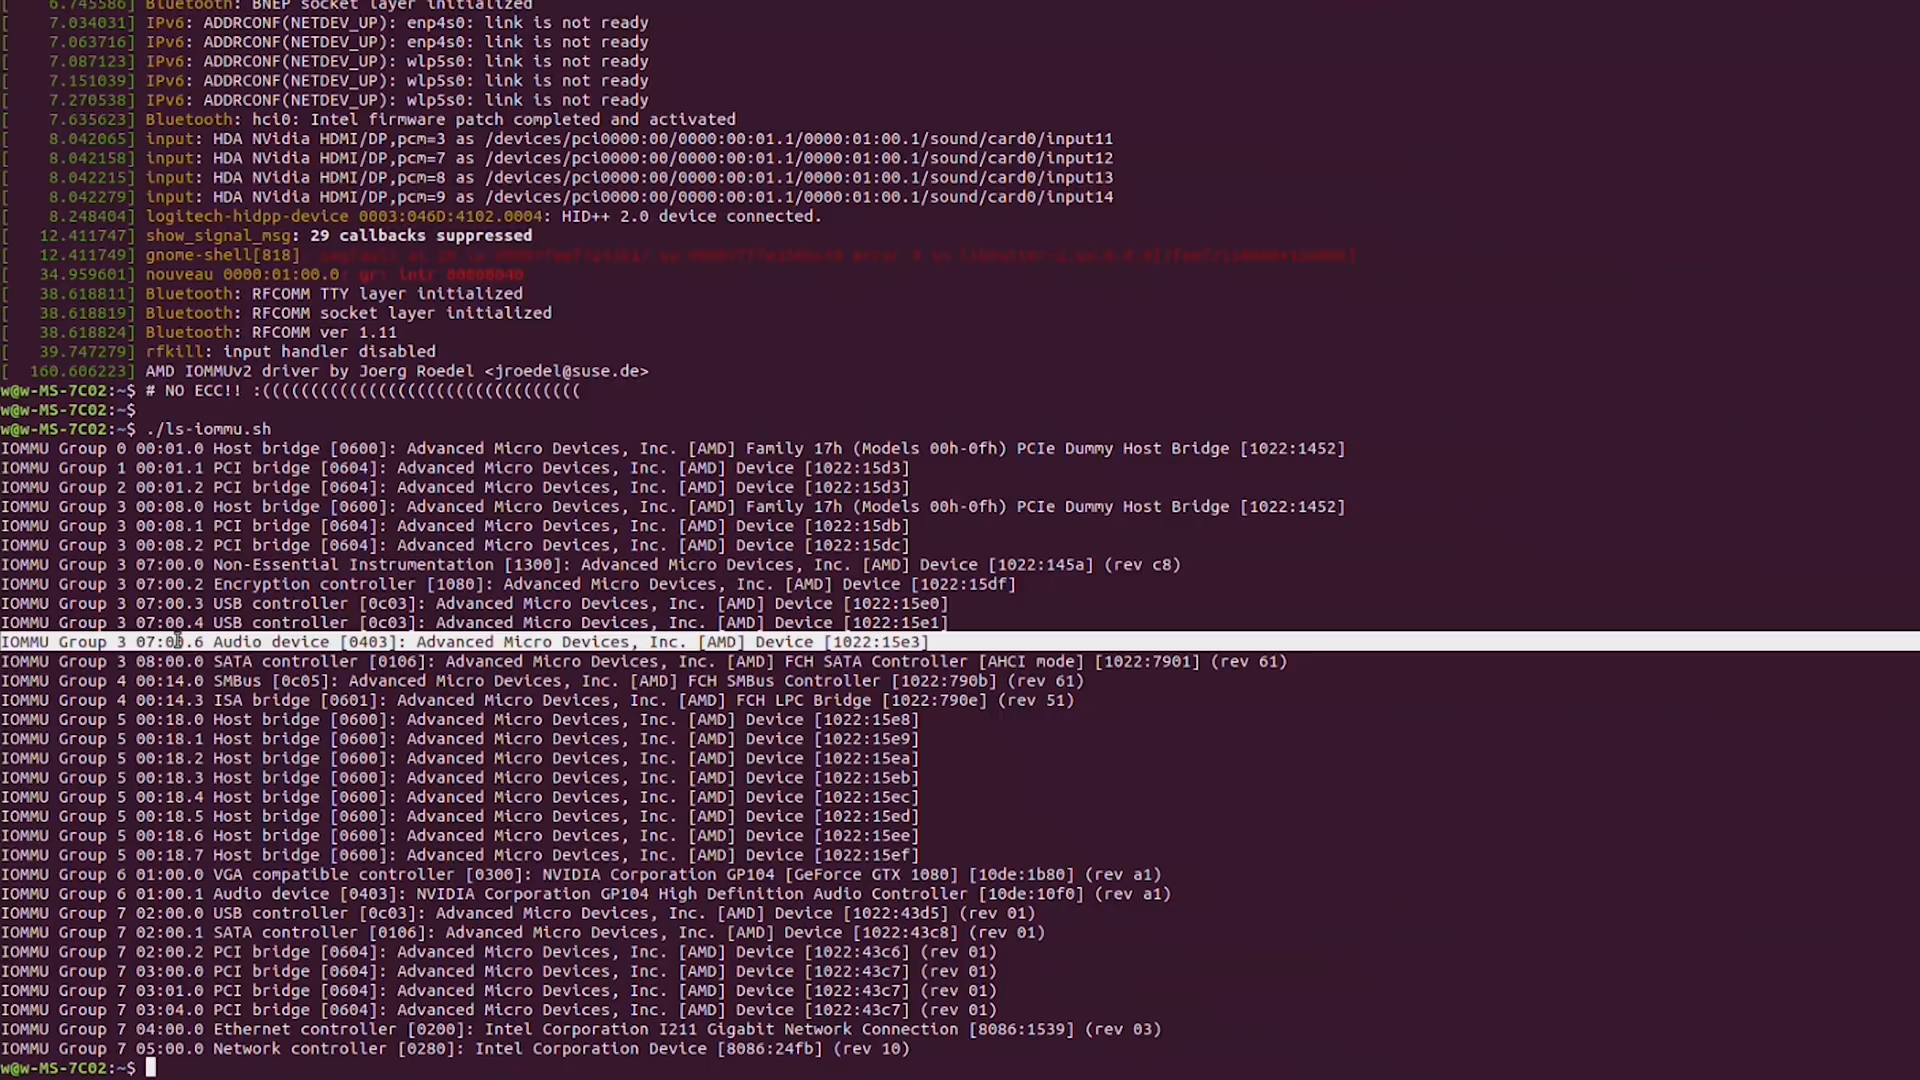 [    6.745586] Bluetooth: BNEP socket layer initialized
[    7.034031] IPv6: ADDRCONF(NETDEV_UP): enp4s0: link is not ready
[    7.063716] IPv6: ADDRCONF(NETDEV_UP): enp4s0: link is not ready
[    7.087123] IPv6: ADDRCONF(NETDEV_UP): wlp5s0: link is not ready
[    7.151039] IPv6: ADDRCONF(NETDEV_UP): wlp5s0: link is not ready
[    7.270538] IPv6: ADDRCONF(NETDEV_UP): wlp5s0: link is not ready
[    7.635623] Bluetooth: hci0: Intel firmware patch completed and activated
[    8.042065] input: HDA NVidia HDMI/DP,pcm=3 as /devices/pci0000:00/0000:00:01.1/0000:01:00.1/sound/card0/input11
[    8.042158] input: HDA NVidia HDMI/DP,pcm=7 as /devices/pci0000:00/0000:00:01.1/0000:01:00.1/sound/card0/input12
[    8.042215] input: HDA NVidia HDMI/DP,pcm=8 as /devices/pci0000:00/0000:00:01.1/0000:01:00.1/sound/card0/input13
[    8.042279] input: HDA NVidia HDMI/DP,pcm=9 as /devices/pci0000:00/0000:00:01.1/0000:01:00.1/sound/card0/input14
[    8.248404] logitech-hidpp-device 0003:046D:4102.0004: HID++ 2.0 device connected.
[   12.411747] show_signal_msg: 29 callbacks suppressed
[   12.411749] gnome-shell[818]
[   34.959601] nouveau 0000:01:00.0: gr: intr 00000040
[   38.618811] Bluetooth: RFCOMM TTY layer initialized
[   38.618819] Bluetooth: RFCOMM socket layer initialized
[   38.618824] Bluetooth: RFCOMM ver 1.11
[   39.747279] rfkill: input handler disabled
[  160.606223] AMD IOMMUv2 driver by Joerg Roedel <jroedel@suse.de>
w@w-MS-7C02:~$ # NO ECC!! :(((((((((((((((((((((((((((((((((
w@w-MS-7C02:~$
w@w-MS-7C02:~$ ./ls-iommu.sh
IOMMU Group 0 00:01.0 Host bridge [0600]: Advanced Micro Devices, Inc. [AMD] Family 17h (Models 00h-0fh) PCIe Dummy Host Bridge [1022:1452]
IOMMU Group 1 00:01.1 PCI bridge [0604]: Advanced Micro Devices, Inc. [AMD] Device [1022:15d3]
IOMMU Group 2 00:01.2 PCI bridge [0604]: Advanced Micro Devices, Inc. [AMD] Device [1022:15d3]
IOMMU Group 3 00:08.0 Host bridge [0600]: Advanced Micro Devices, Inc. [AMD] Family 17h (Models 00h-0fh) PCIe Dummy Host Bridge [1022:1452]
IOMMU Group 3 00:08.1 PCI bridge [0604]: Advanced Micro Devices, Inc. [AMD] Device [1022:15db]
IOMMU Group 3 00:08.2 PCI bridge [0604]: Advanced Micro Devices, Inc. [AMD] Device [1022:15dc]
IOMMU Group 3 07:00.0 Non-Essential Instrumentation [1300]: Advanced Micro Devices, Inc. [AMD] Device [1022:145a] (rev c8)
IOMMU Group 3 07:00.2 Encryption controller [1080]: Advanced Micro Devices, Inc. [AMD] Device [1022:15df]
IOMMU Group 3 07:00.3 USB controller [0c03]: Advanced Micro Devices, Inc. [AMD] Device [1022:15e0]
IOMMU Group 3 07:00.4 USB controller [0c03]: Advanced Micro Devices, Inc. [AMD] Device [1022:15e1]
IOMMU Group 3 07:00.6 Audio device [0403]: Advanced Micro Devices, Inc. [AMD] Device [1022:15e3]
IOMMU Group 3 08:00.0 SATA controller [0106]: Advanced Micro Devices, Inc. [AMD] FCH SATA Controller [AHCI mode] [1022:7901] (rev 61)
IOMMU Group 4 00:14.0 SMBus [0c05]: Advanced Micro Devices, Inc. [AMD] FCH SMBus Controller [1022:790b] (rev 61)
IOMMU Group 4 00:14.3 ISA bridge [0601]: Advanced Micro Devices, Inc. [AMD] FCH LPC Bridge [1022:790e] (rev 51)
IOMMU Group 5 00:18.0 Host bridge [0600]: Advanced Micro Devices, Inc. [AMD] Device [1022:15e8]
IOMMU Group 5 00:18.1 Host bridge [0600]: Advanced Micro Devices, Inc. [AMD] Device [1022:15e9]
IOMMU Group 5 00:18.2 Host bridge [0600]: Advanced Micro Devices, Inc. [AMD] Device [1022:15ea]
IOMMU Group 5 00:18.3 Host bridge [0600]: Advanced Micro Devices, Inc. [AMD] Device [1022:15eb]
IOMMU Group 5 00:18.4 Host bridge [0600]: Advanced Micro Devices, Inc. [AMD] Device [1022:15ec]
IOMMU Group 5 00:18.5 Host bridge [0600]: Advanced Micro Devices, Inc. [AMD] Device [1022:15ed]
IOMMU Group 5 00:18.6 Host bridge [0600]: Advanced Micro Devices, Inc. [AMD] Device [1022:15ee]
IOMMU Group 5 00:18.7 Host bridge [0600]: Advanced Micro Devices, Inc. [AMD] Device [1022:15ef]
IOMMU Group 6 01:00.0 VGA compatible controller [0300]: NVIDIA Corporation GP104 [GeForce GTX 1080] [10de:1b80] (rev a1)
IOMMU Group 6 01:00.1 Audio device [0403]: NVIDIA Corporation GP104 High Definition Audio Controller [10de:10f0] (rev a1)
IOMMU Group 7 02:00.0 USB controller [0c03]: Advanced Micro Devices, Inc. [AMD] Device [1022:43d5] (rev 01)
IOMMU Group 7 02:00.1 SATA controller [0106]: Advanced Micro Devices, Inc. [AMD] Device [1022:43c8] (rev 01)
IOMMU Group 7 02:00.2 PCI bridge [0604]: Advanced Micro Devices, Inc. [AMD] Device [1022:43c6] (rev 01)
IOMMU Group 7 03:00.0 PCI bridge [0604]: Advanced Micro Devices, Inc. [AMD] Device [1022:43c7] (rev 01)
IOMMU Group 7 03:01.0 PCI bridge [0604]: Advanced Micro Devices, Inc. [AMD] Device [1022:43c7] (rev 01)
IOMMU Group 7 03:04.0 PCI bridge [0604]: Advanced Micro Devices, Inc. [AMD] Device [1022:43c7] (rev 01)
IOMMU Group 7 04:00.0 Ethernet controller [0200]: Intel Corporation I211 Gigabit Network Connection [8086:1539] (rev 03)
IOMMU Group 7 05:00.0 Network controller [0280]: Intel Corporation Device [8086:24fb] (rev 10)
w@w-MS-7C02:~$